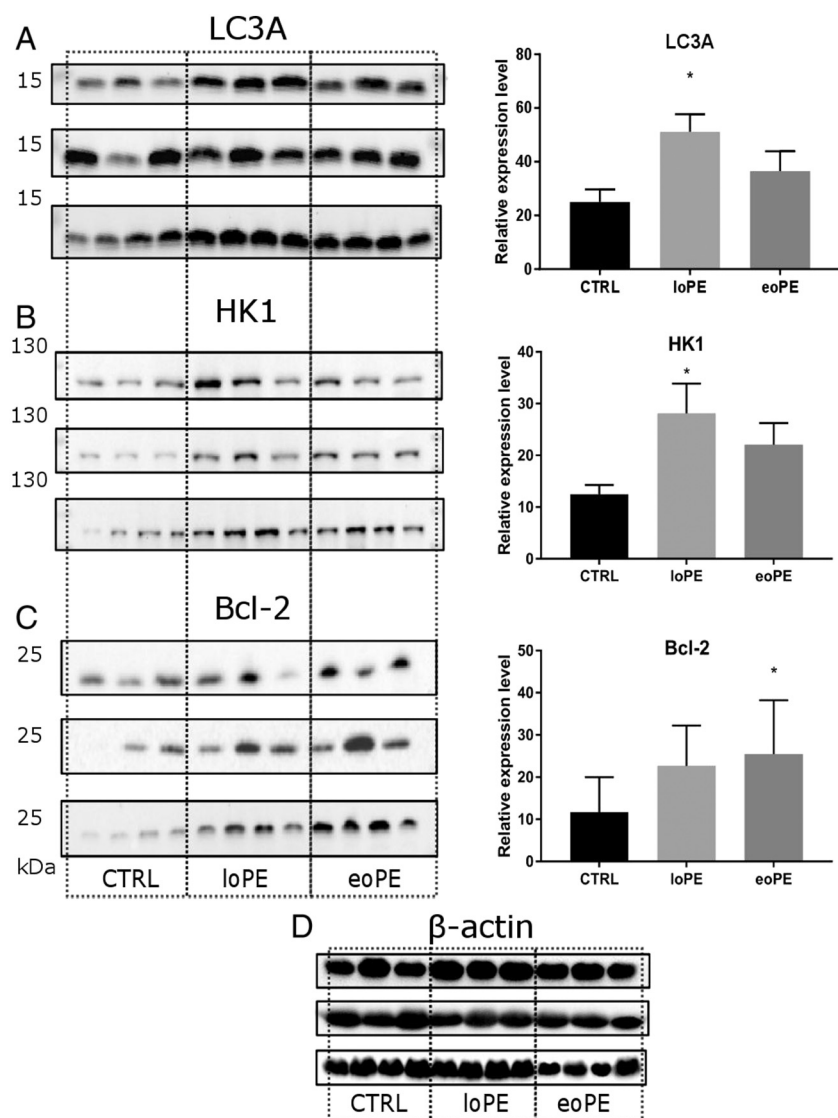 A
LC3A
15
15
15
LC3A
Relative expression level
80
60
40
20
0
*
CTRL
loPE
eoPE
B
HK1
130
130
130
HK1
Relative expression level
40
30
20
10
0
*
CTRL
loPE
eoPE
C
Bcl-2
25
25
25
kDa
CTRL
loPE
eoPE
Bcl-2
Relative expression level
50
40
30
20
10
0
*
CTRL
loPE
eoPE
D
β-actin
CTRL
loPE
eoPE